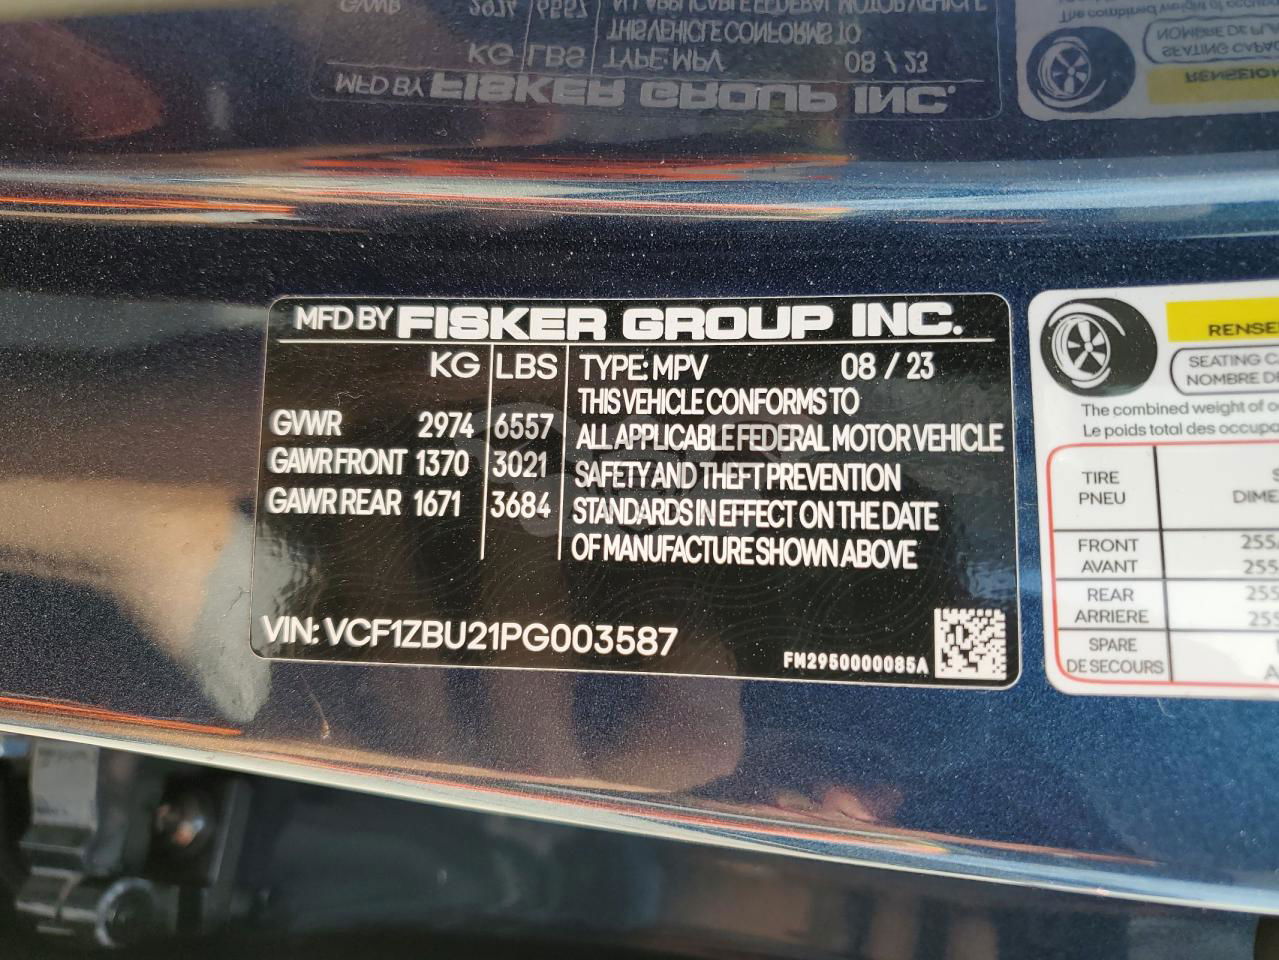 MFD BY FISKER GROUP INC.
KG LBS TYPE: MPV 08 / 23
THIS VEHICLE CONFORMS TO
GVWR 2974 6557 ALL APPLICABLE FEDERAL MOTOR VEHICLE
GAWR FRONT 1370 3021 SAFETY AND THEFT PREVENTION
GAWR REAR 1671 3684 STANDARDS IN EFFECT ON THE DATE
OF MANUFACTURE SHOWN ABOVE
VIN: VCF1ZBU21PG003587
FM2950000085A
SEATING
NOMBRE
The combined weight of
Le poids total des
TIRE
PNEU
FRONT
AVANT
REAR
ARRIERE
SPARE
DE SECOURS